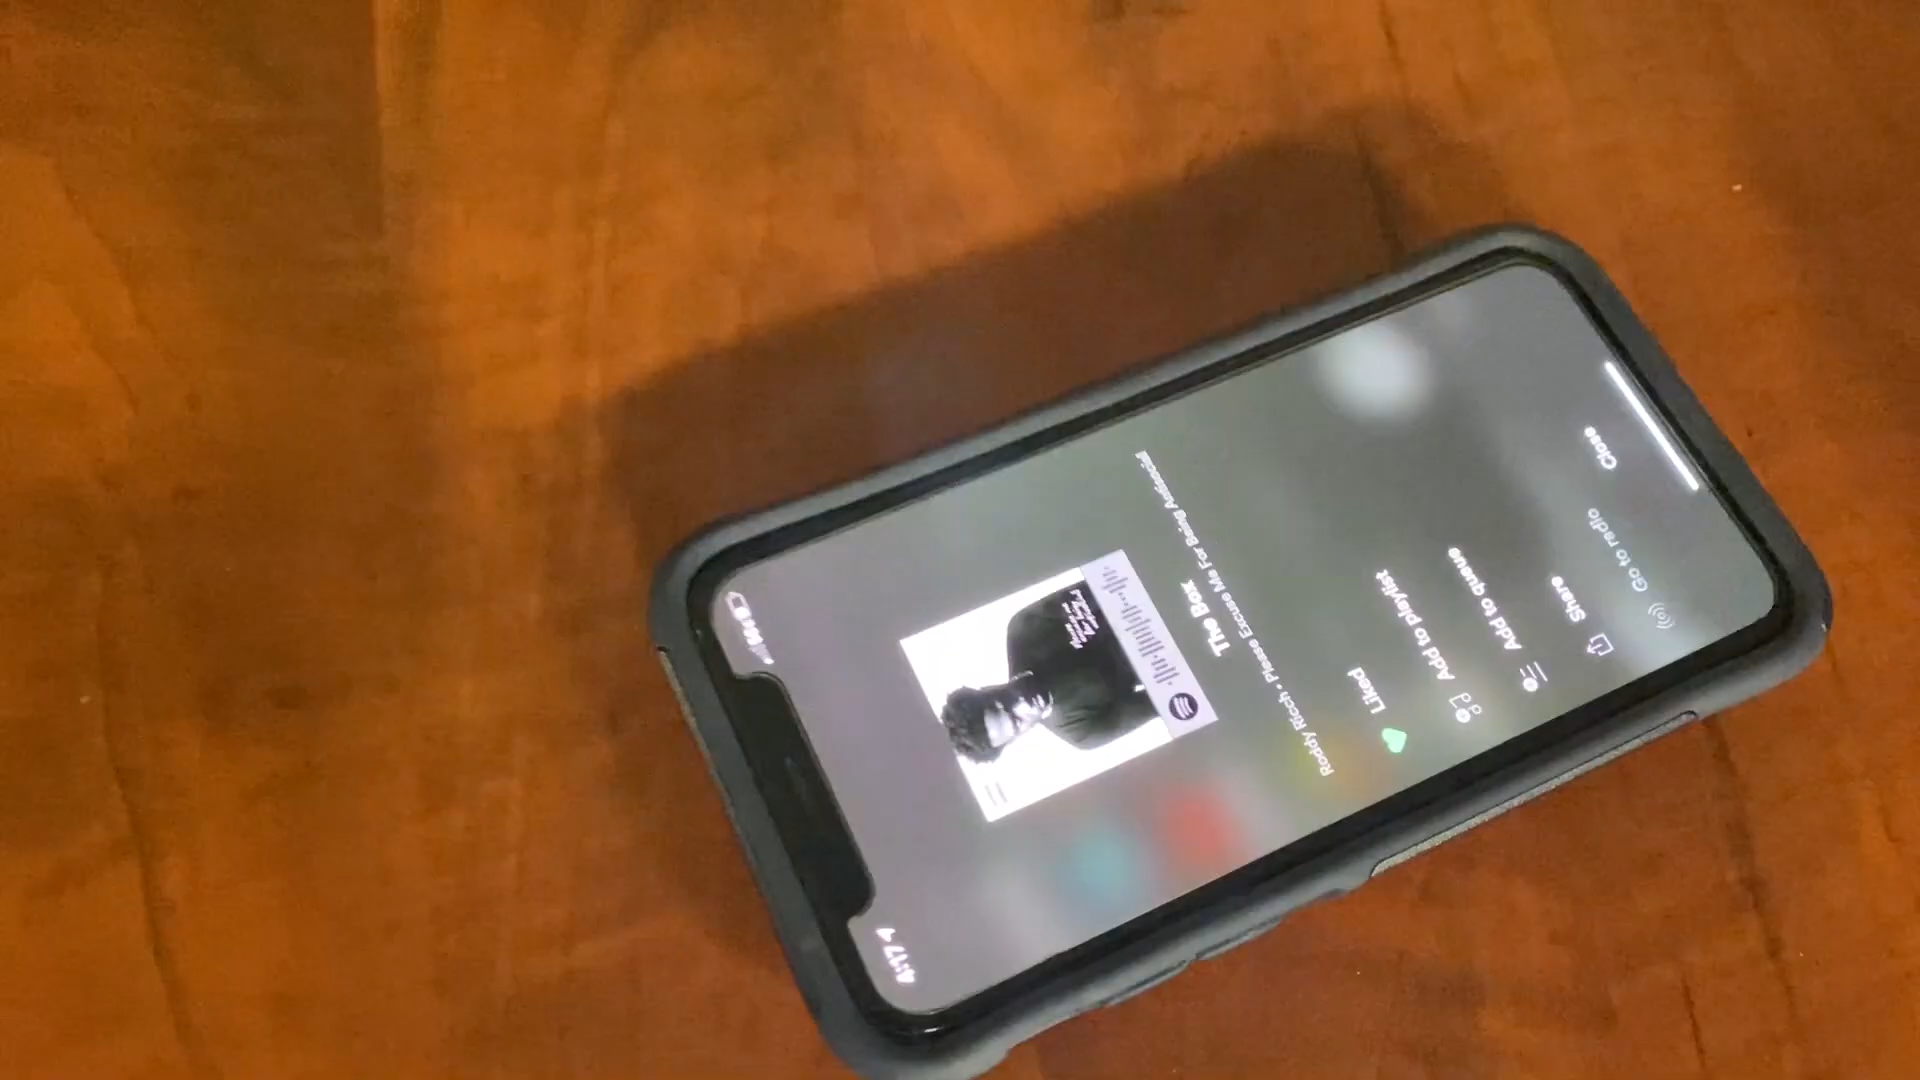 4:17
The Box
Roddy Ricch • Please Excuse Me For Being Antisocial
Liked
Add to playlist
Add to queue
Share
Go to radio
Close